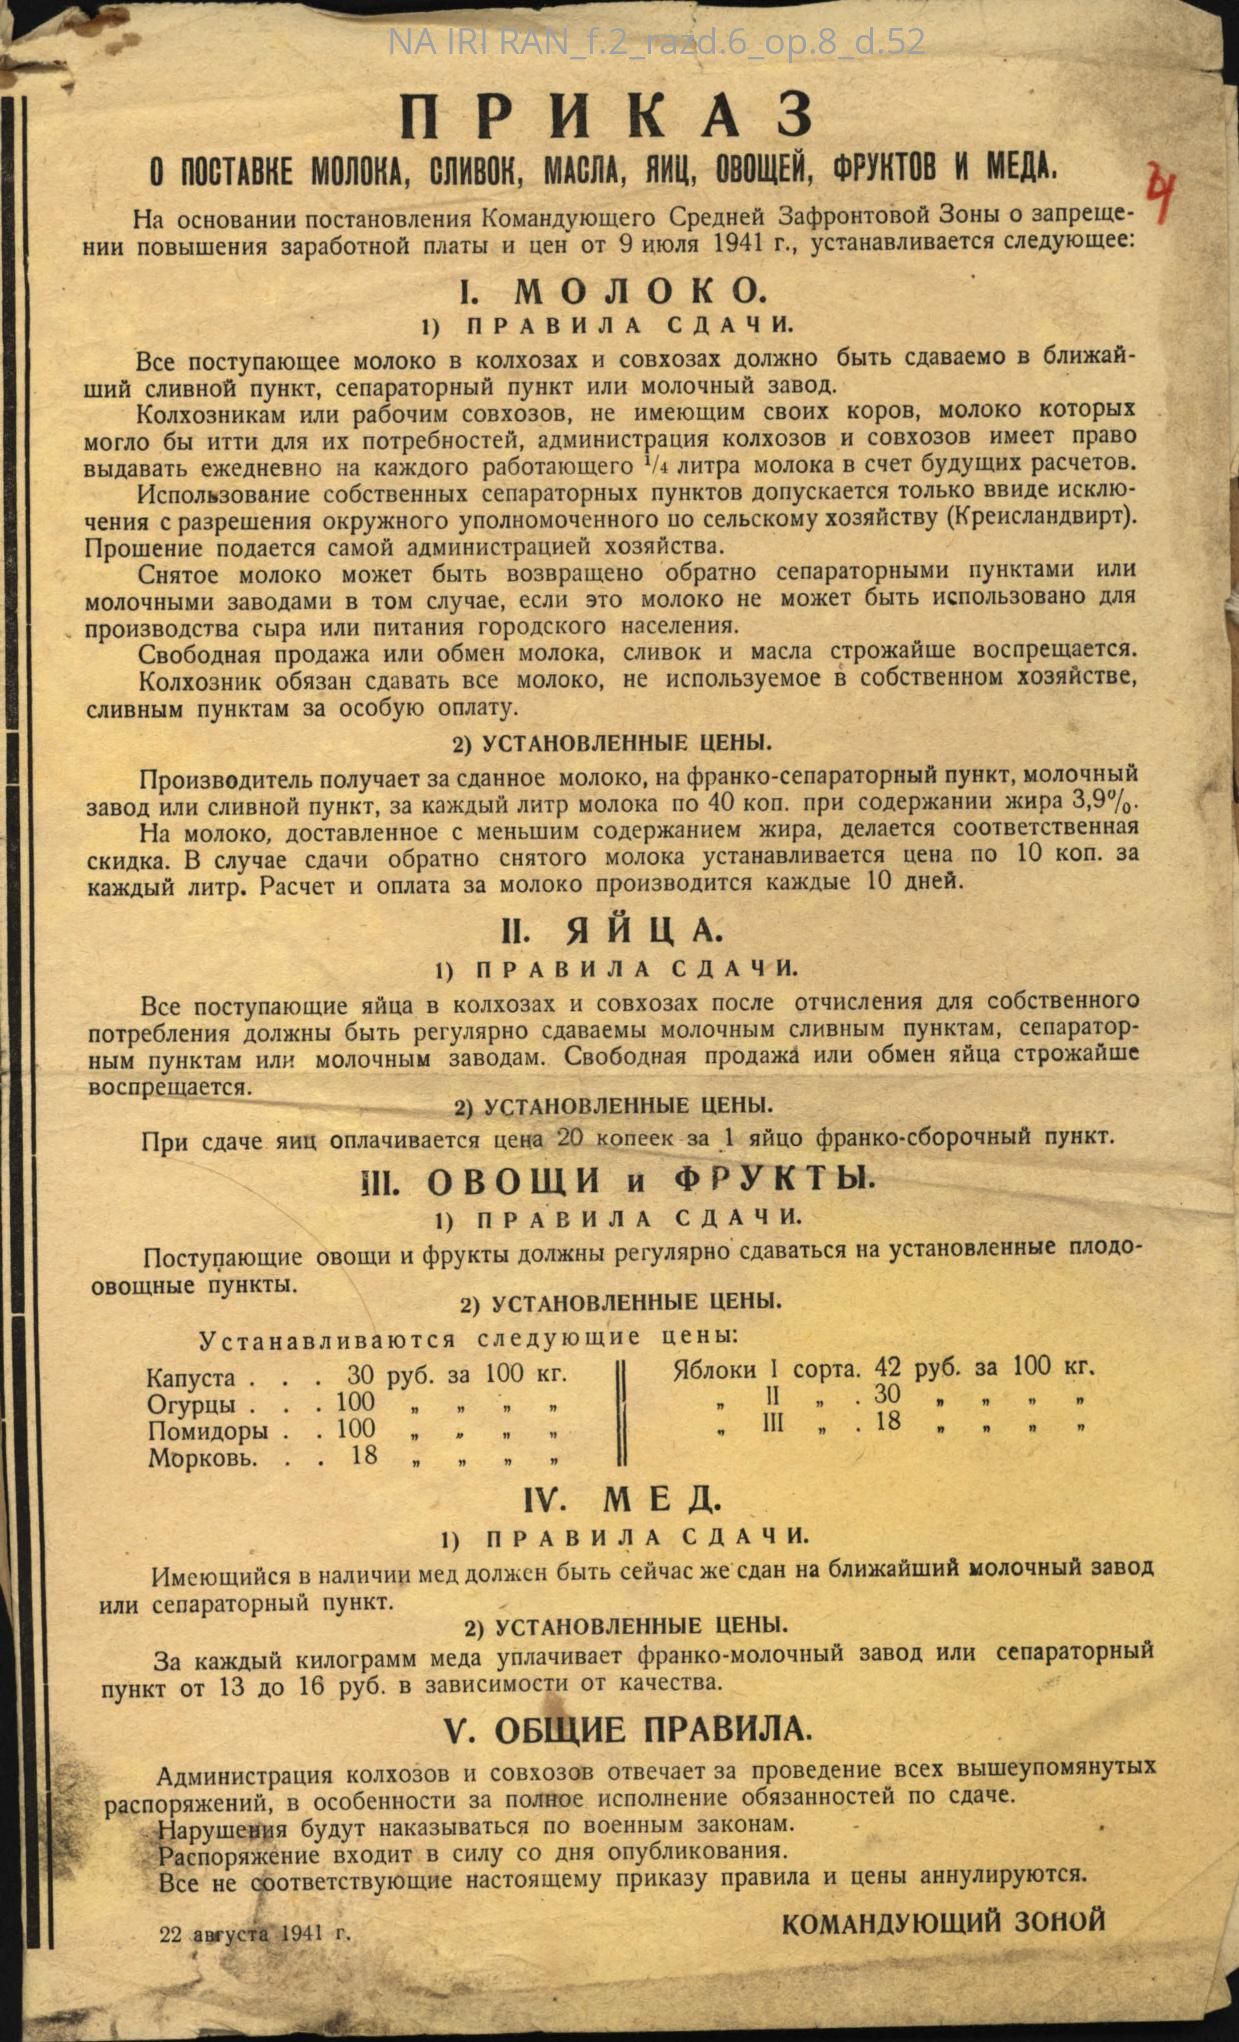 NA IRI RAN_f.2_razd.6_op.8_d.52
ПРИКАЗ
О ПОСТАВКЕ МОЛОКА, СЛИВОК, МАСЛА, ЯИЦ, ОВОЩЕЙ, ФРУКТОВ И МЕДА.
На основании постановления Командующего Средней Зафронтовой Зоны о запреще-
нии повышения заработной платы и цен от 9 июля 1941 г., устанавливается следующее:
I. МОЛОКО.
1) ПРАВИЛА СДАЧИ.
Все поступающее молоко в колхозах и совхозах должно быть сдаваемо в ближай-
ший сливной пункт, сепараторный пункт или молочный завод.
Колхозникам или рабочим совхозов, не имеющим своих коров, молоко которых
могло бы итти для их потребностей, администрация колхозов и совхозов имеет право
выдавать ежедневно на каждого работающего 1/4 литра молока в счет будущих расчетов.
Использование собственных сепараторных пунктов допускается только ввиде исклю-
чения с разрешения окружного уполномоченного по сельскому хозяйству (Креисландвирт).
Прошение подается самой администрацией хозяйства.
Снятое молоко может быть возвращено обратно сепараторными пунктами или
молочными заводами в том случае, если это молоко не может быть использовано для
производства сыра или питания городского населения.
Свободная продажа или обмен молока, сливок и масла строжайше воспрещается.
Колхозник обязан сдавать все молоко, не используемое в собственном хозяйстве,
сливным пунктам за особую оплату.
2) УСТАНОВЛЕННЫЕ ЦЕНЫ.
Производитель получает за сданное молоко, на франко-сепараторный пункт, молочный
завод или сливной пункт, за каждый литр молока по 40 коп. при содержании жира 3,9%.
На молоко, доставленное с меньшим содержанием жира, делается соответственная
скидка. В случае сдачи обратно снятого молока устанавливается цена по 10 коп. за
каждый литр. Расчет и оплата за молоко производится каждые 10 дней.
II. ЯЙЦА.
1) ПРАВИЛА СДАЧИ.
Все поступающие яйца в колхозах и совхозах после отчисления для собственного
потребления должны быть регулярно сдаваемы молочным сливным пунктам, сепаратор-
ным пунктам или молочным заводам. Свободная продажа или обмен яйца строжайше
воспрещается.
2) УСТАНОВЛЕННЫЕ ЦЕНЫ.
При сдаче яиц оплачивается цена 20 копеек за 1 яйцо франко-сборочный пункт.
III. ОВОЩИ и ФРУКТЫ.
1) ПРАВИЛА СДАЧИ.
Поступающие овощи и фрукты должны регулярно сдаваться на установленные плодо-
овощные пункты.
2) УСТАНОВЛЕННЫЕ ЦЕНЫ.
Устанавливаются следующие цены:
Капуста . . . 30 руб. за 100 кг.
Огурцы . . . 100 „ „ „ „
Помидоры . . 100 „ „ „ „
Морковь. . . 18 „ „ „ „
Яблоки I сорта. 42 руб. за 100 кг.
„ II „ . 30 „ „ „ „
„ III „ . 18 „ „ „ „
IV. МЕД.
1) ПРАВИЛА СДАЧИ.
Имеющийся в наличии мед должен быть сейчас же сдан на ближайший молочный завод
или сепараторный пункт.
2) УСТАНОВЛЕННЫЕ ЦЕНЫ.
За каждый килограмм меда уплачивает франко-молочный завод или сепараторный
пункт от 13 до 16 руб. в зависимости от качества.
V. ОБЩИЕ ПРАВИЛА.
Администрация колхозов и совхозов отвечает за проведение всех вышеупомянутых
распоряжений, в особенности за полное исполнение обязанностей по сдаче.
Нарушения будут наказываться по военным законам.
Распоряжение входит в силу со дня опубликования.
Все не соответствующие настоящему приказу правила и цены аннулируются.
22 августа 1941 г.
КОМАНДУЮЩИЙ ЗОНОЙ